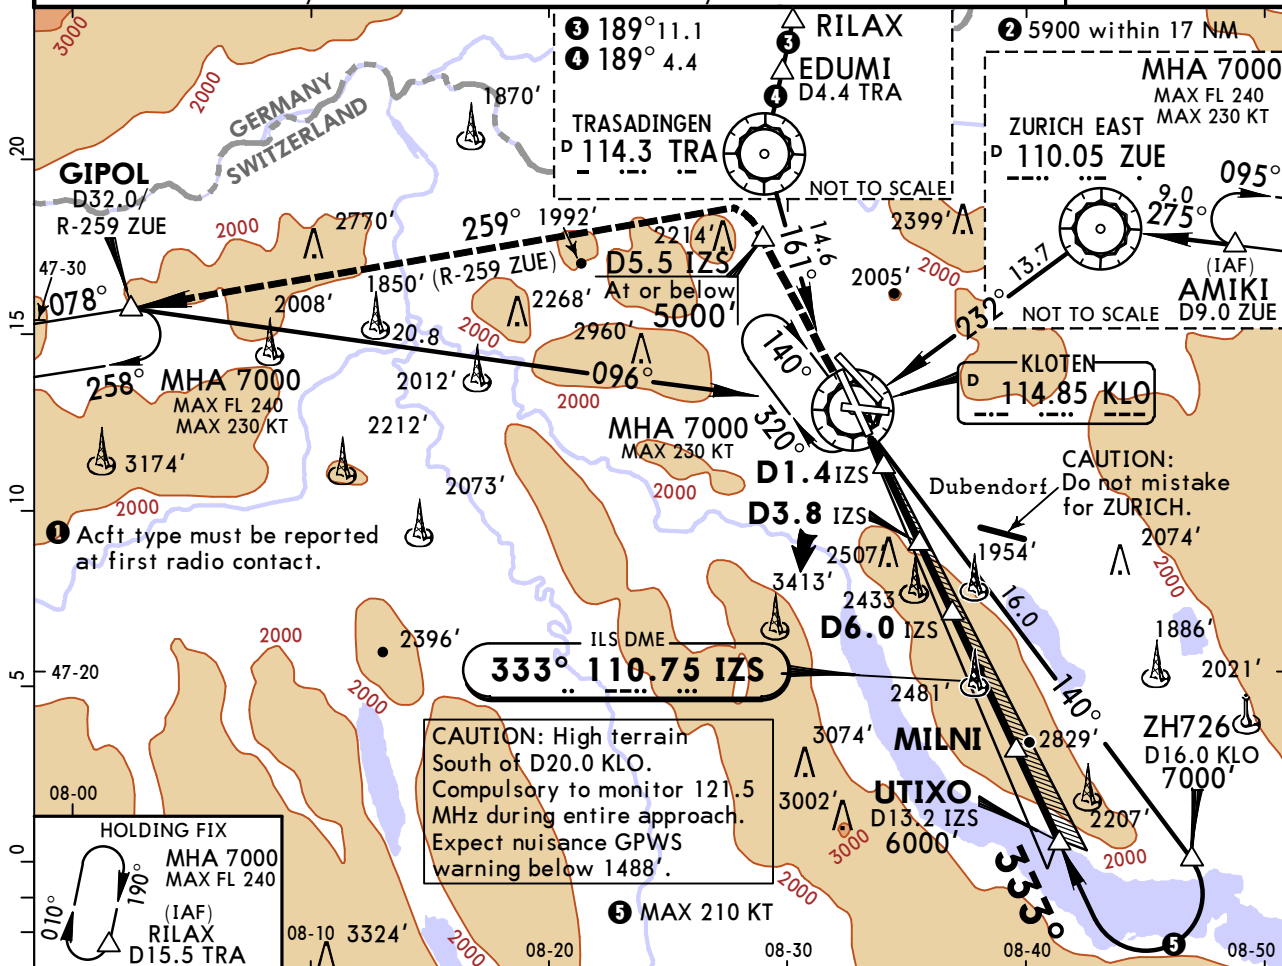 3000
2000
GERMANY
SWITZERLAND
1870'
❸ 189° 11.1
❹ 189° 4.4
RILAX
3
EDUMI
D4.4 TRA
4
TRASADINGEN
D 114.3 TRA
NOT TO SCALE
❷ 5900 within 17 NM
MHA 7000
MAX FL 240
MAX 230 KT
ZURICH EAST
D 110.05 ZUE
9.0
275°
095°
(IAF)
AMIKI
D9.0 ZUE
NOT TO SCALE
13.7
232°
20
GIPOL
D32.0/
R-259 ZUE
2000
2770'
259°
(R-259 ZUE)
1992'
2214'
D5.5 IZS
At or below
5000'
14.6
161°
2399'
2000
2005'
47-30
078°
258°
2008'
1850'
20.8
2012'
2268'
2000
2960'
096°
2000
140°
320°
15
MHA 7000
MAX FL 240
MAX 230 KT
2212'
3174'
2000
MHA 7000
MAX 230 KT
2000
KLOTEN
D 114.85 KLO
D1.4 IZS
D3.8 IZS
2073'
10
❶ Acft type must be reported
at first radio contact.
Dubendorf
CAUTION:
Do not mistake
for ZURICH.
1954'
2074'
2000
2507'
3413'
2433
D6.0 IZS
16.0
1886'
2021'
2000
2396'
2000
ILS DME
333° 110.75 IZS
2481'
5
47-20
140°
ZH726
D16.0 KLO
7000'
MILNI
2829'
3074'
3002'
3000
UTIXO
D13.2 IZS
6000'
2207'
2000
CAUTION: High terrain
South of D20.0 KLO.
Compulsory to monitor 121.5
MHz during entire approach.
Expect nuisance GPWS
warning below 1488'.
08-00
0
HOLDING FIX
MHA 7000
MAX FL 240
010°
190°
(IAF)
RILAX
D15.5 TRA
333°
2000
❺ MAX 210 KT
5
08-10
3324'
2000
08-20
08-30
08-40
08-50